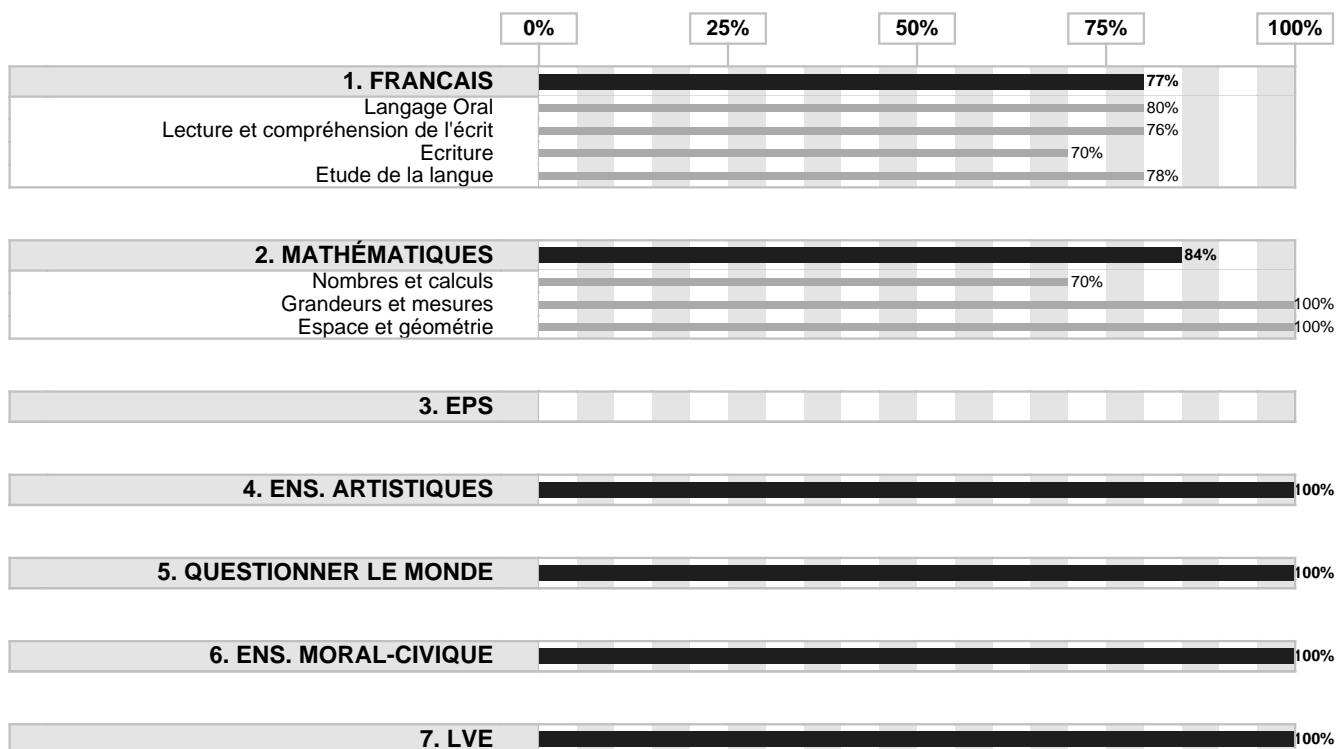 0% 25% 50% 75% 100%
1. FRANCAIS 77%
Langage Oral 80%
Lecture et compréhension de l'écrit 76%
Ecriture 70%
Etude de la langue 78%
2. MATHÉMATIQUES 84%
Nombres et calculs 70%
Grandeurs et mesures 100%
Espace et géométrie 100%
3. EPS
4. ENS. ARTISTIQUES 100%
5. QUESTIONNER LE MONDE 100%
6. ENS. MORAL-CIVIQUE 100%
7. LVE 100%